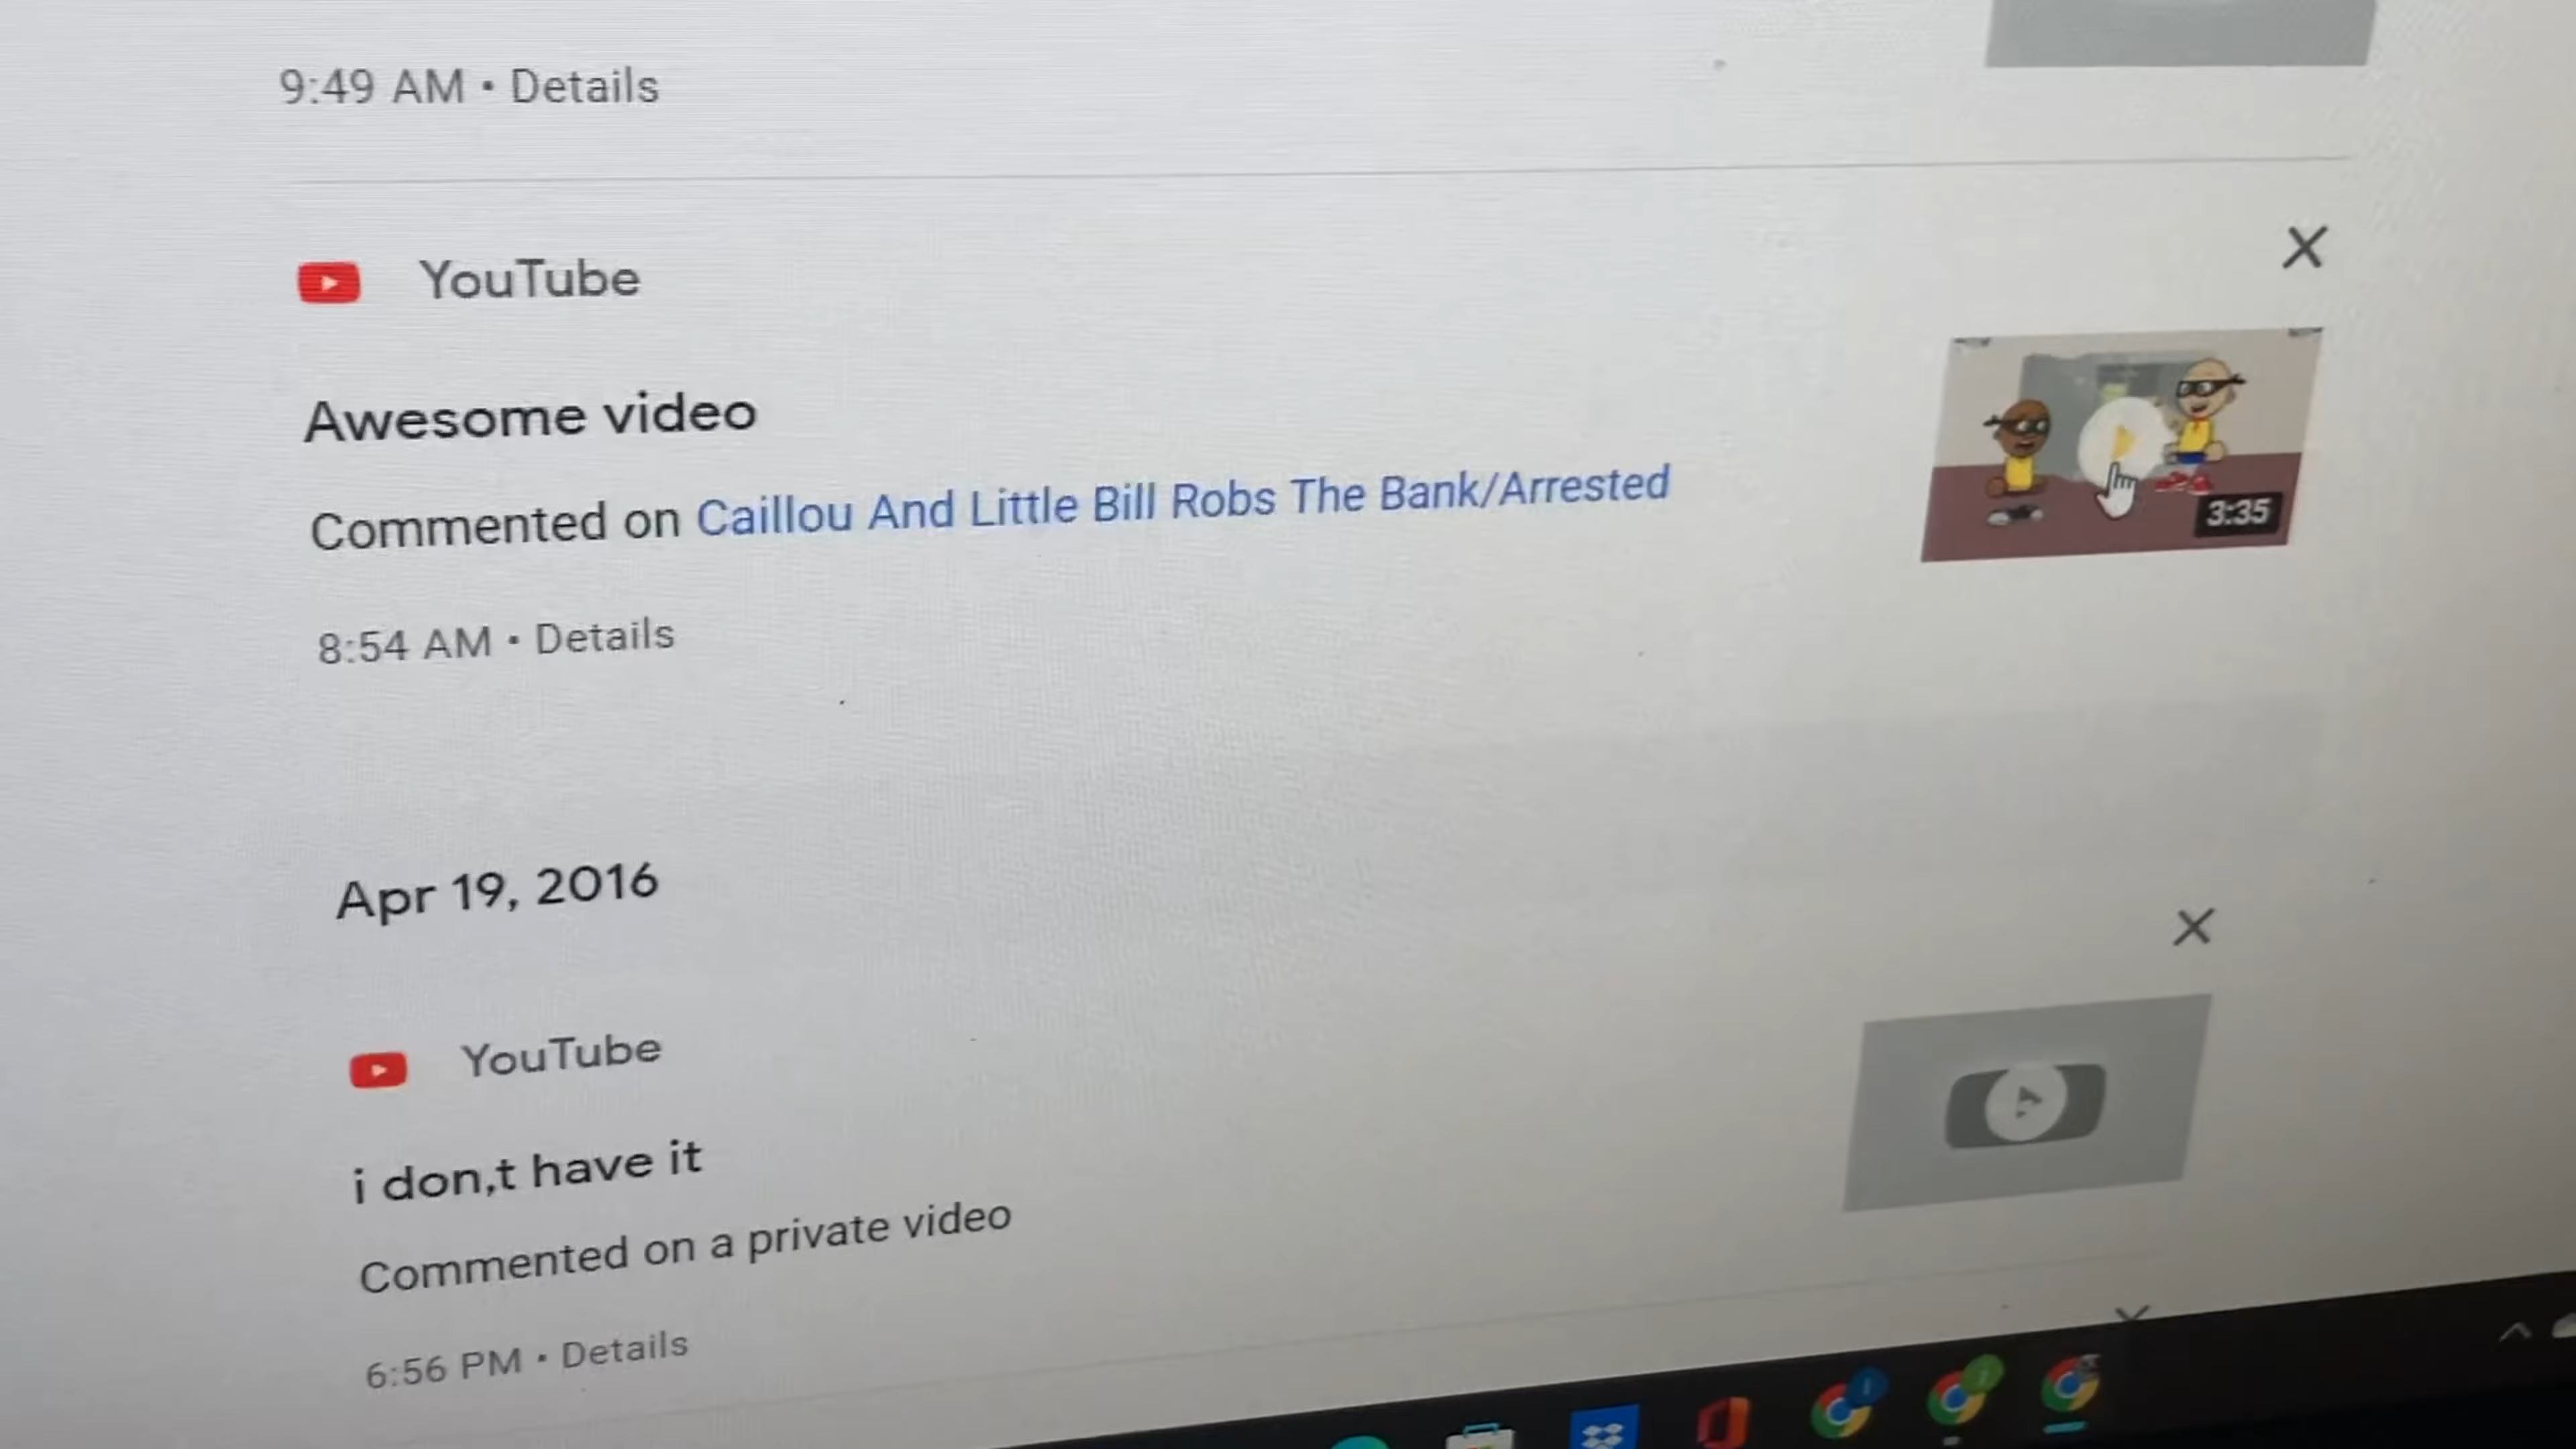 9:49 AM • Details
YouTube
Awesome video
Commented on Caillou And Little Bill Robs The Bank/Arrested
3:35
8:54 AM • Details
Apr 19, 2016
YouTube
i don,t have it
Commented on a private video
6:56 PM • Details